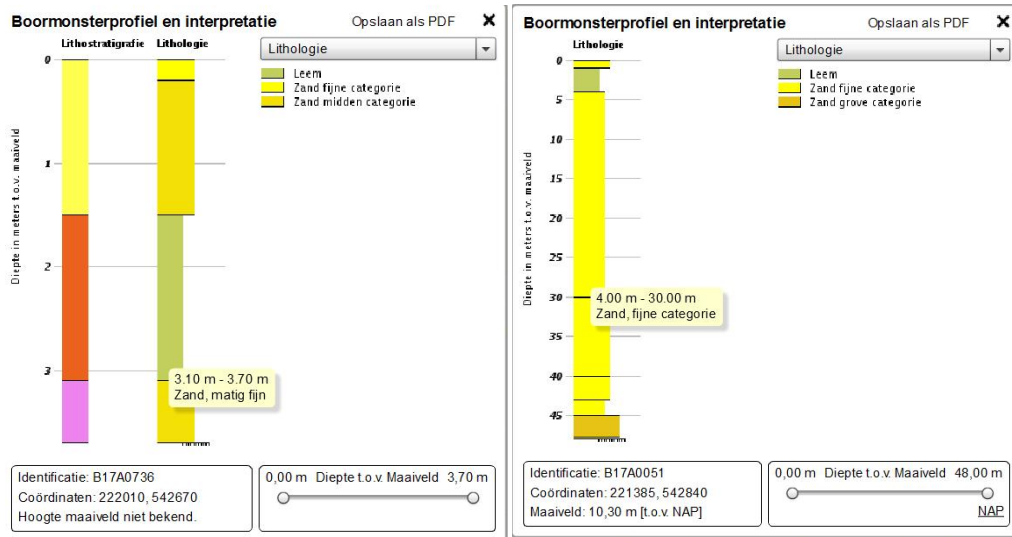 Boormonsterprofiel en interpretatie
Opslaan als PDF
Lithostratigrafie Lithologie
Lithologie
Leem
Zand fijne categorie
Zand midden categorie
Diepte in meters t.o.v. maaiveld
0
1
2
3
3.10 m - 3.70 m
Zand, matig fijn
Identificatie: B17A0736
Coördinaten: 222010, 542670
Hoogte maaiveld niet bekend.
0,00 m Diepte t.o.v. Maaiveld 3,70 m
Boormonsterprofiel en interpretatie
Opslaan als PDF
Lithologie
Lithologie
Leem
Zand fijne categorie
Zand grove categorie
Diepte in meters t.o.v. maaiveld
0
5
10
15
20
25
30
35
40
45
4.00 m - 30.00 m
Zand, fijne categorie
Identificatie: B17A0051
Coördinaten: 221385, 542840
Maaiveld: 10,30 m [t.o.v. NAP]
0,00 m Diepte t.o.v. Maaiveld 48,00 m
NAP